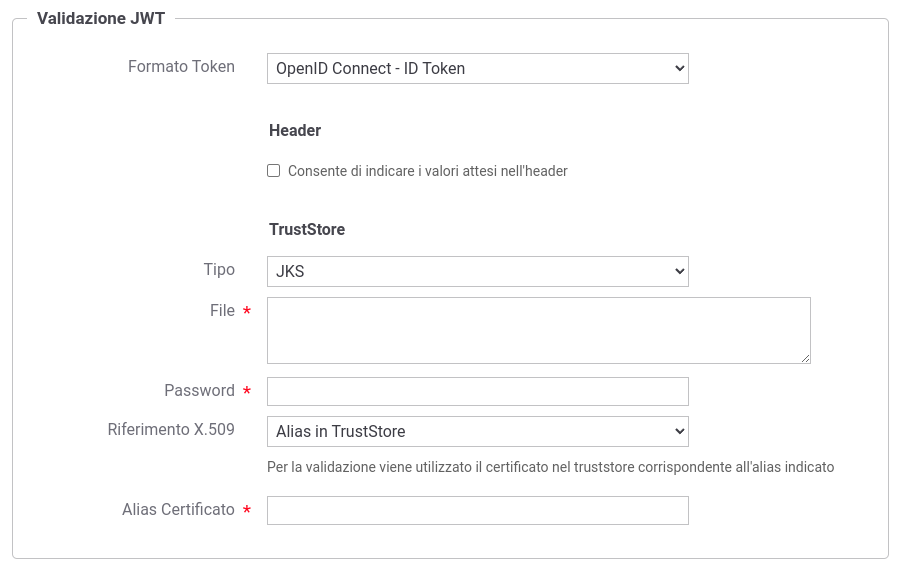 Validazione JWT
Formato Token OpenID Connect - ID Token
Header
Consente di indicare i valori attesi nell'header
TrustStore
Tipo JKS
File *
Password *
Riferimento X.509 Alias in TrustStore
Per la validazione viene utilizzato il certificato nel truststore corrispondente all'alias indicato
Alias Certificato *